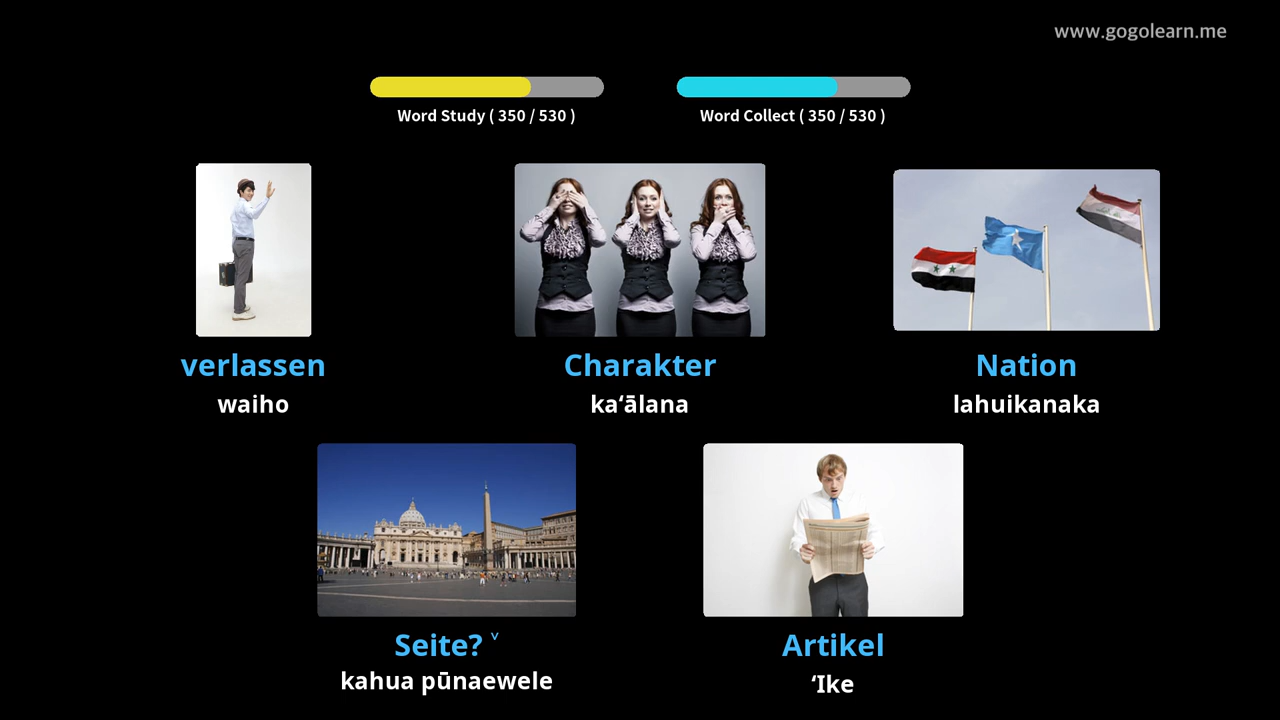 www.gogolearn.me
Word Study ( 350 / 530 )
Word Collect ( 350 / 530 )
verlassen
waiho
Charakter
kaʻālana
Nation
lahuikanaka
Seite? ˅
kahua pūnaewele
Artikel
ʻIke